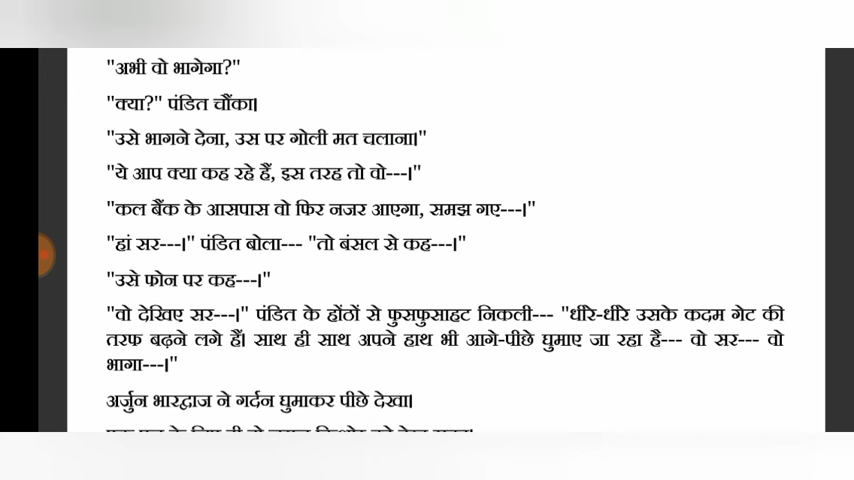 "अभी वो भागेगा?"
"क्या?" पंडित चौंका।
"उसे भागने देना, उस पर गोली मत चलाना।"
"ये आप क्या कह रहे हैं, इस तरह तो वो---।"
"कल बैंक के आसपास वो फिर नजर आएगा, समझ गए---।"
"हां सर---।" पंडित बोला--- "तो बंसल से कह---।"
"उसे फोन पर कह---।"
"वो देखिए सर---।" पंडित के होंठों से फुसफुसाहट निकली--- "धीरे-धीरे उसके कदम गेट की
तरफ बढ़ने लगे हैं। साथ ही साथ अपने हाथ भी आगे-पीछे घुमाए जा रहा है--- वो सर--- वो
भागा---।"
अर्जुन भारद्वाज ने गर्दन घुमाकर पीछे देखा।